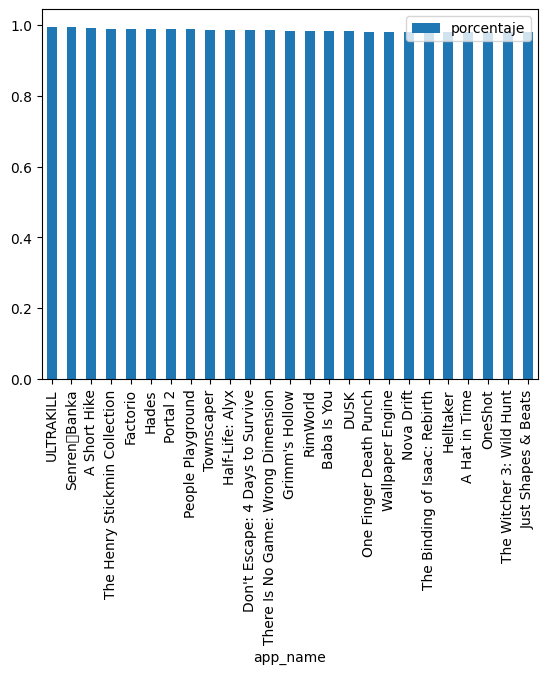 porcentaje
1.0
0.8
0.6
0.4
0.2
0.0
ULTRAKILL
Senren▯▯Banka
A Short Hike
The Henry Stickmin Collection
Factorio
Hades
Portal 2
People Playground
Townscaper
Half-Life: Alyx
Don't Escape: 4 Days to Survive
There Is No Game: Wrong Dimension
Grimm's Hollow
RimWorld
Baba Is You
DUSK
One Finger Death Punch
Wallpaper Engine
Nova Drift
The Binding of Isaac: Rebirth
Helltaker
A Hat in Time
OneShot
The Witcher 3: Wild Hunt
Just Shapes & Beats
app_name